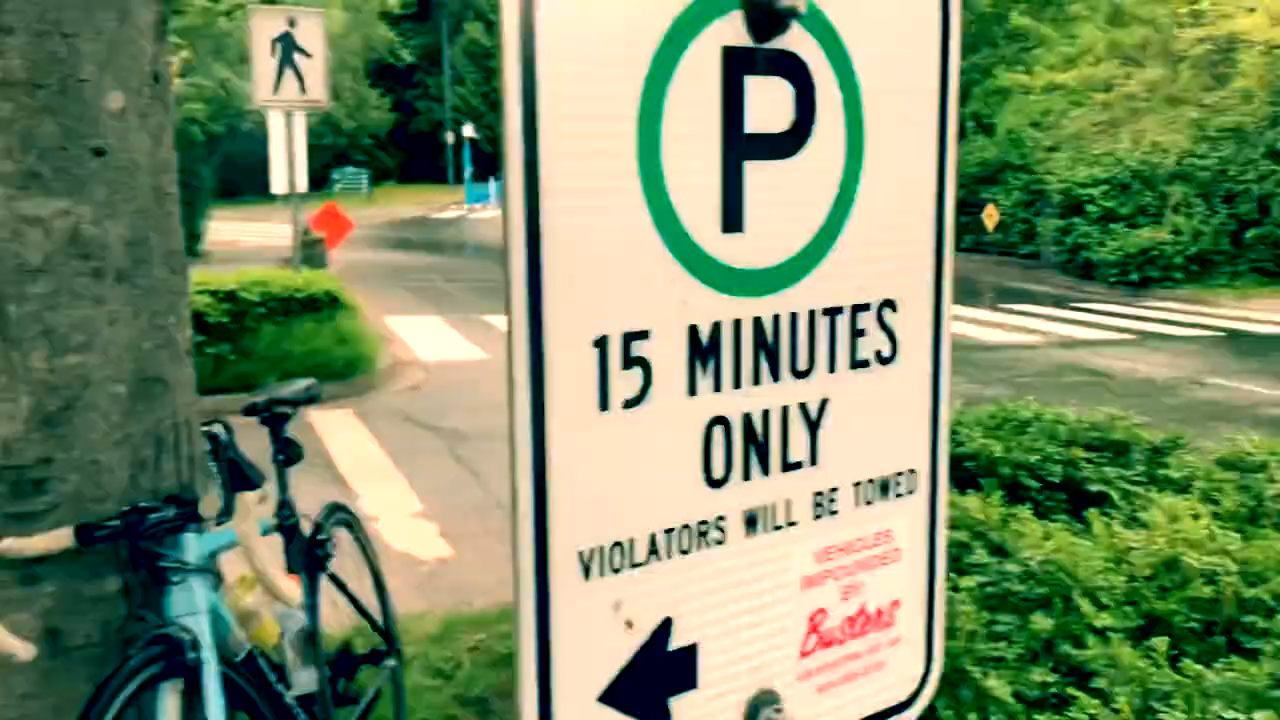 P
15 MINUTES
ONLY
VIOLATORS WILL BE TOWED
VEHICLES
IMPOUNDED
BY
Busters